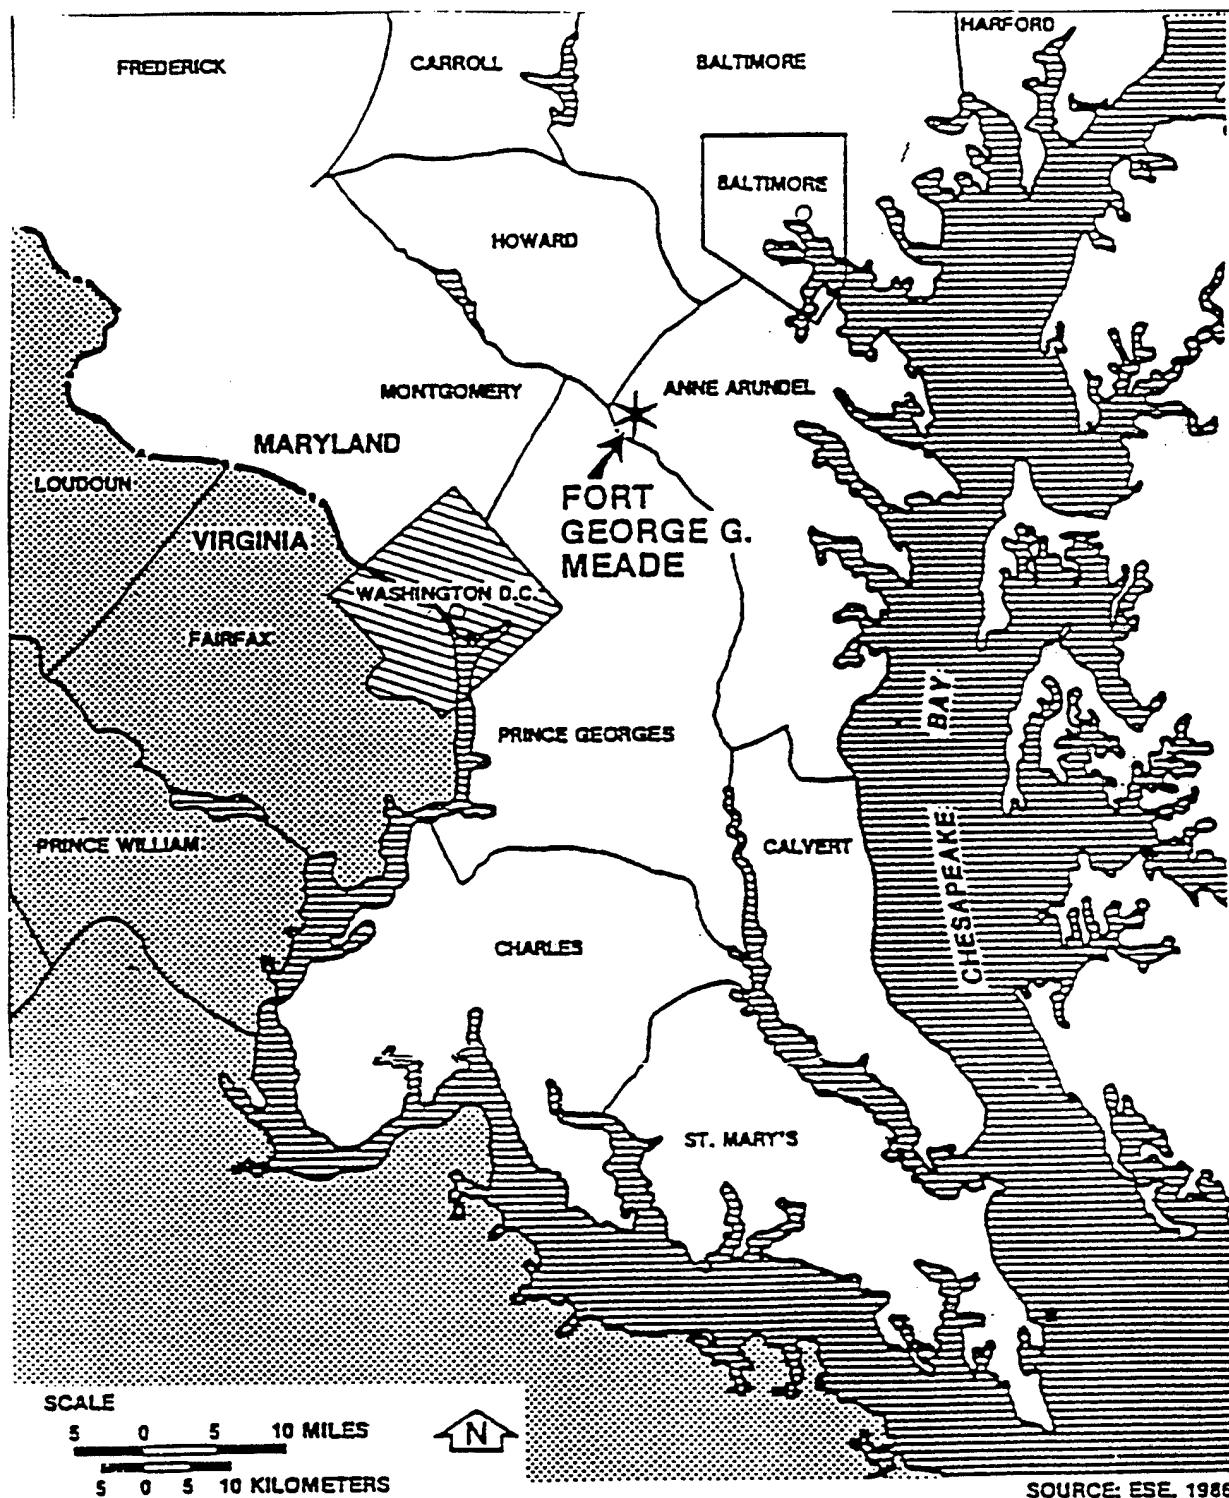 HARFORD
FREDERICK
CARROLL
BALTIMORE
BALTIMORE
HOWARD
MONTGOMERY
ANNE ARUNDEL
MARYLAND
LOUDOUN
FORT
GEORGE G.
MEADE
VIRGINIA
WASHINGTON D.C.
FAIRFAX
BAY
PRINCE GEORGES
PRINCE WILLIAM
CALVERT
CHESAPEAKE
CHARLES
ST. MARY'S
SCALE
5 0 5 10 MILES
N
5 0 5 10 KILOMETERS
SOURCE: ESE,